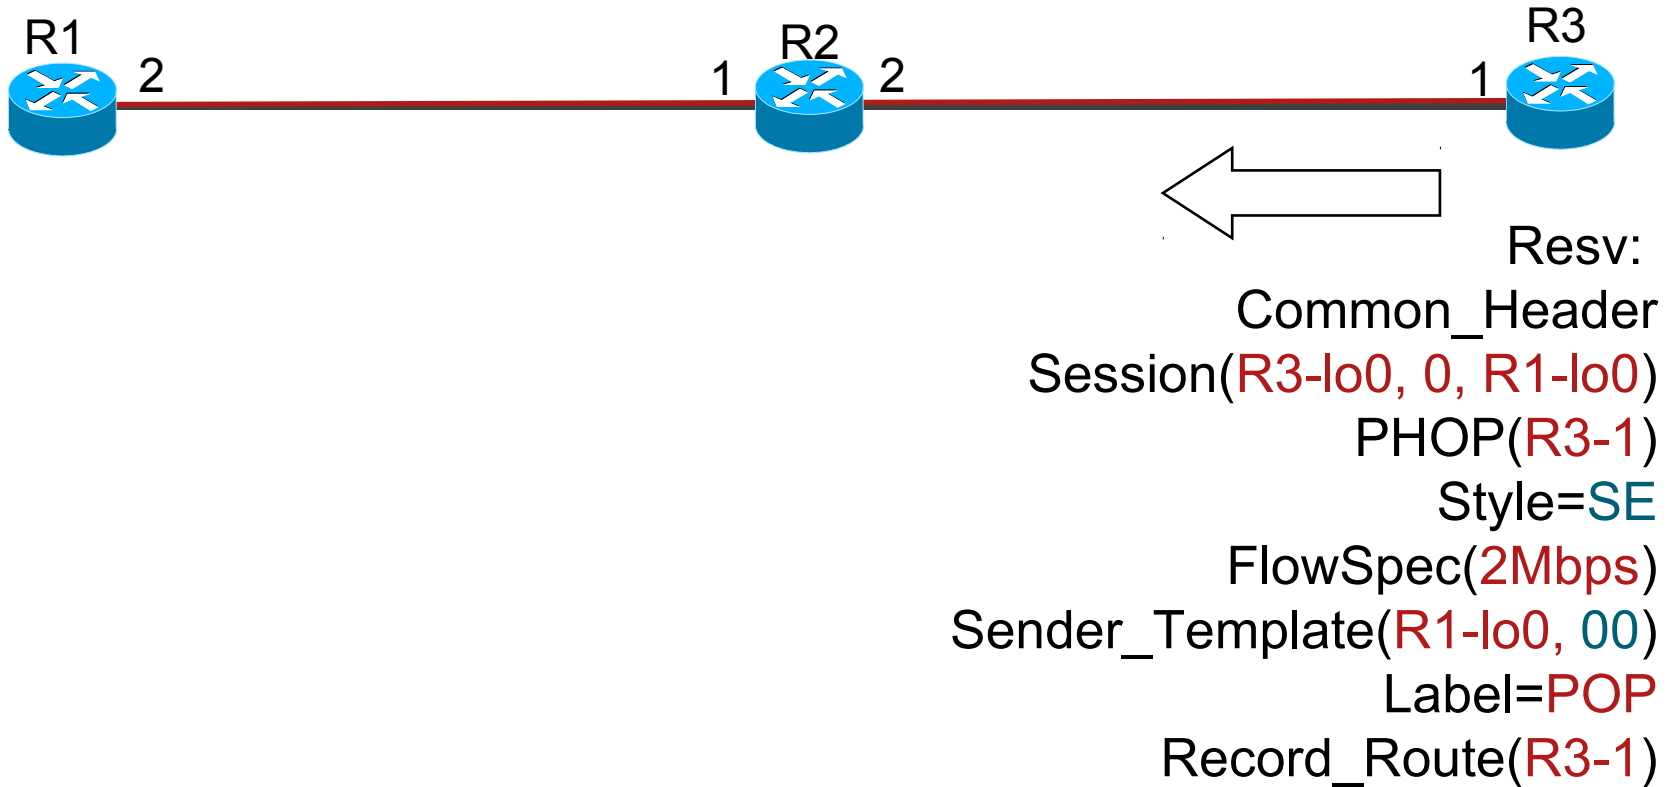 R1 R2 R3
2 1 2 1
Resv:
Common_Header
Session(R3-lo0, 0, R1-lo0)
PHOP(R3-1)
Style=SE
FlowSpec(2Mbps)
Sender_Template(R1-lo0, 00)
Label=POP
Record_Route(R3-1)